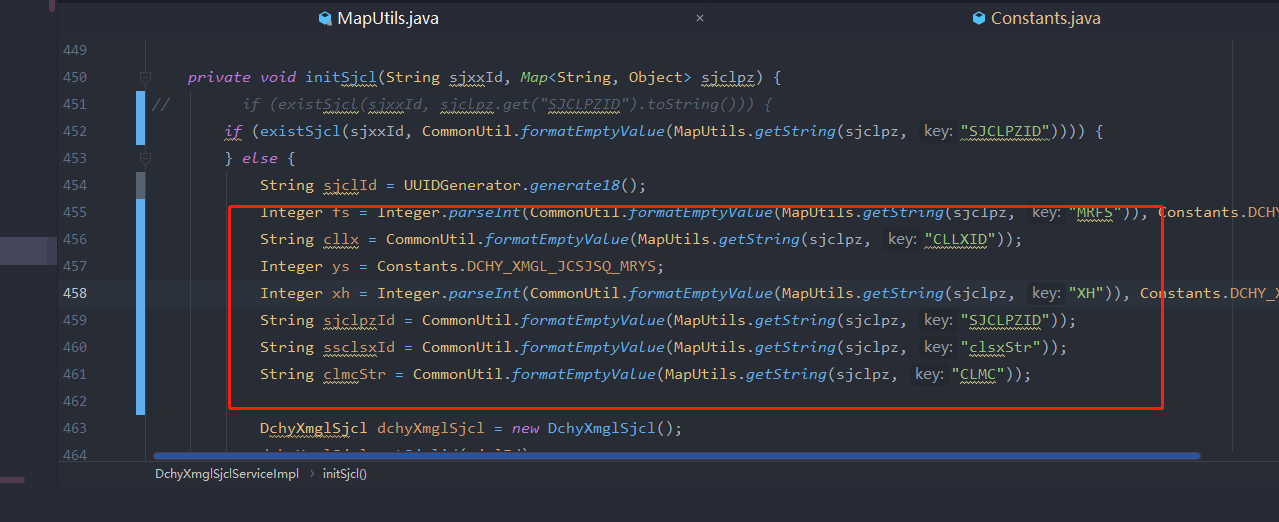 MapUtils.java ×
Constants.java
449
450 private void initSjcl(String sjxxId, Map<String, Object> sjclpz) {
451 // if (existSjcl(sjxxId, sjclpz.get("SJCLPZID").toString())) {
452 if (existSjcl(sjxxId, CommonUtil.formatEmptyValue(MapUtils.getString(sjclpz, key: "SJCLPZID")))) {
453 } else {
454 String sjclId = UUIDGenerator.generate18();
455 Integer fs = Integer.parseInt(CommonUtil.formatEmptyValue(MapUtils.getString(sjclpz, key: "MRFS")), Constants.DCHY
456 String cllx = CommonUtil.formatEmptyValue(MapUtils.getString(sjclpz, key: "CLLXID"));
457 Integer ys = Constants.DCHY_XMGL_JCSJSQ_MRYS;
458 Integer xh = Integer.parseInt(CommonUtil.formatEmptyValue(MapUtils.getString(sjclpz, key: "XH")), Constants.DCHY_X
459 String sjclpzId = CommonUtil.formatEmptyValue(MapUtils.getString(sjclpz, key: "SJCLPZID"));
460 String ssclsxId = CommonUtil.formatEmptyValue(MapUtils.getString(sjclpz, key: "clsxStr"));
461 String clmcStr = CommonUtil.formatEmptyValue(MapUtils.getString(sjclpz, key: "CLMC"));
462
463 DchyXmglSjcl dchyXmglSjcl = new DchyXmglSjcl();
464
DchyXmglSjclServiceImpl › initSjcl()